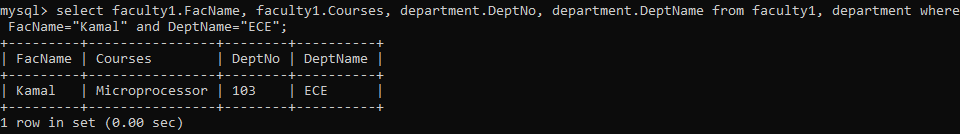 mysql> select faculty1.FacName, faculty1.Courses, department.DeptNo, department.DeptName from faculty1, department where
 FacName="Kamal" and DeptName="ECE";
+---------+----------------+--------+----------+
| FacName | Courses        | DeptNo | DeptName |
+---------+----------------+--------+----------+
| Kamal   | Microprocessor | 103    | ECE      |
+---------+----------------+--------+----------+
1 row in set (0.00 sec)